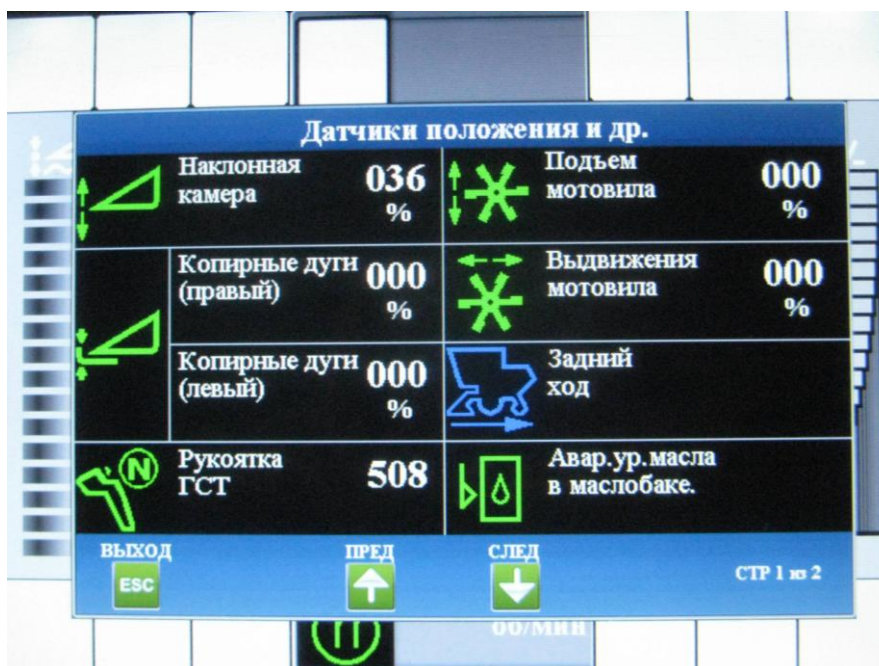 Датчики положения и др.
Наклонная
камера
036
%
Подъем
мотовила
000
%
Копирные дуги
(правый)
000
%
Выдвижения
мотовила
000
%
Копирные дуги
(левый)
000
%
Задний
ход
N
Рукоятка
ГСТ
508
Авар.ур.масла
в маслобаке.
ВЫХОД
ПРЕД
СЛЕД
ESC
СТР 1 из 2
об/мин